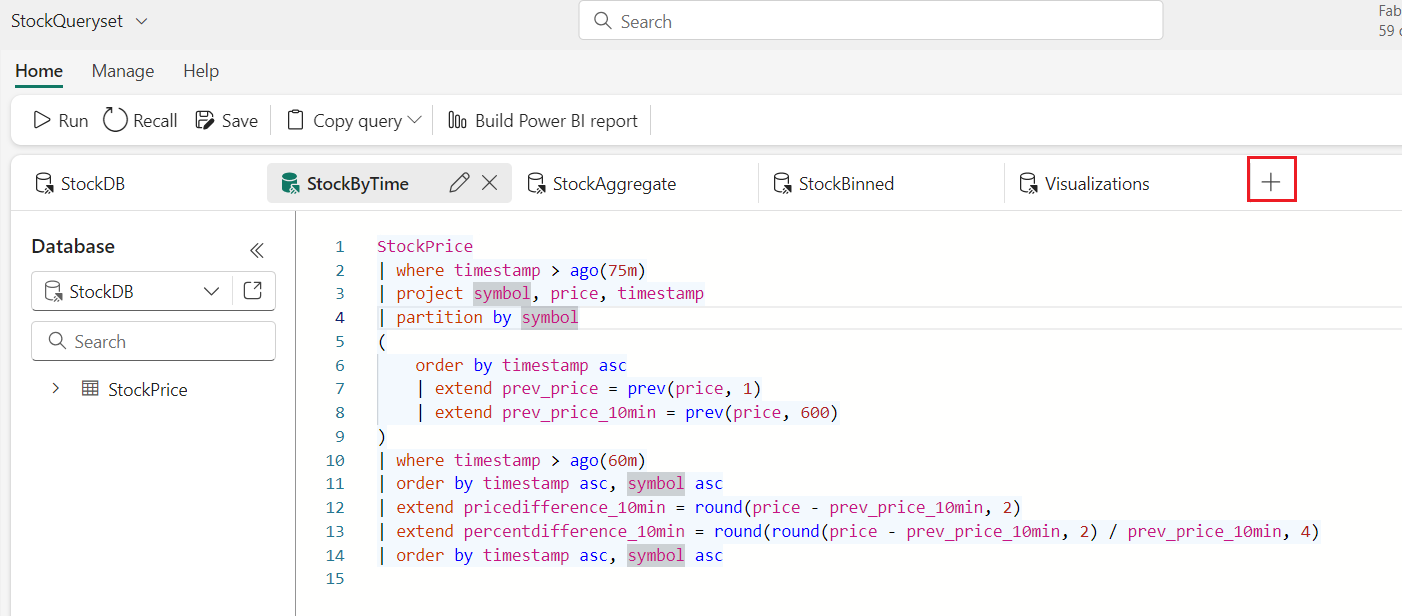 StockQueryset
Search
Fab
59
Home Manage Help
Run Recall Save Copy query Build Power BI report
StockDB StockByTime StockAggregate StockBinned Visualizations
Database
StockDB
Search
StockPrice
1 StockPrice
2 | where timestamp > ago(75m)
3 | project symbol, price, timestamp
4 | partition by symbol
5 (
6 order by timestamp asc
7 | extend prev_price = prev(price, 1)
8 | extend prev_price_10min = prev(price, 600)
9 )
10 | where timestamp > ago(60m)
11 | order by timestamp asc, symbol asc
12 | extend pricedifference_10min = round(price - prev_price_10min, 2)
13 | extend percentdifference_10min = round(round(price - prev_price_10min, 2) / prev_price_10min, 4)
14 | order by timestamp asc, symbol asc
15